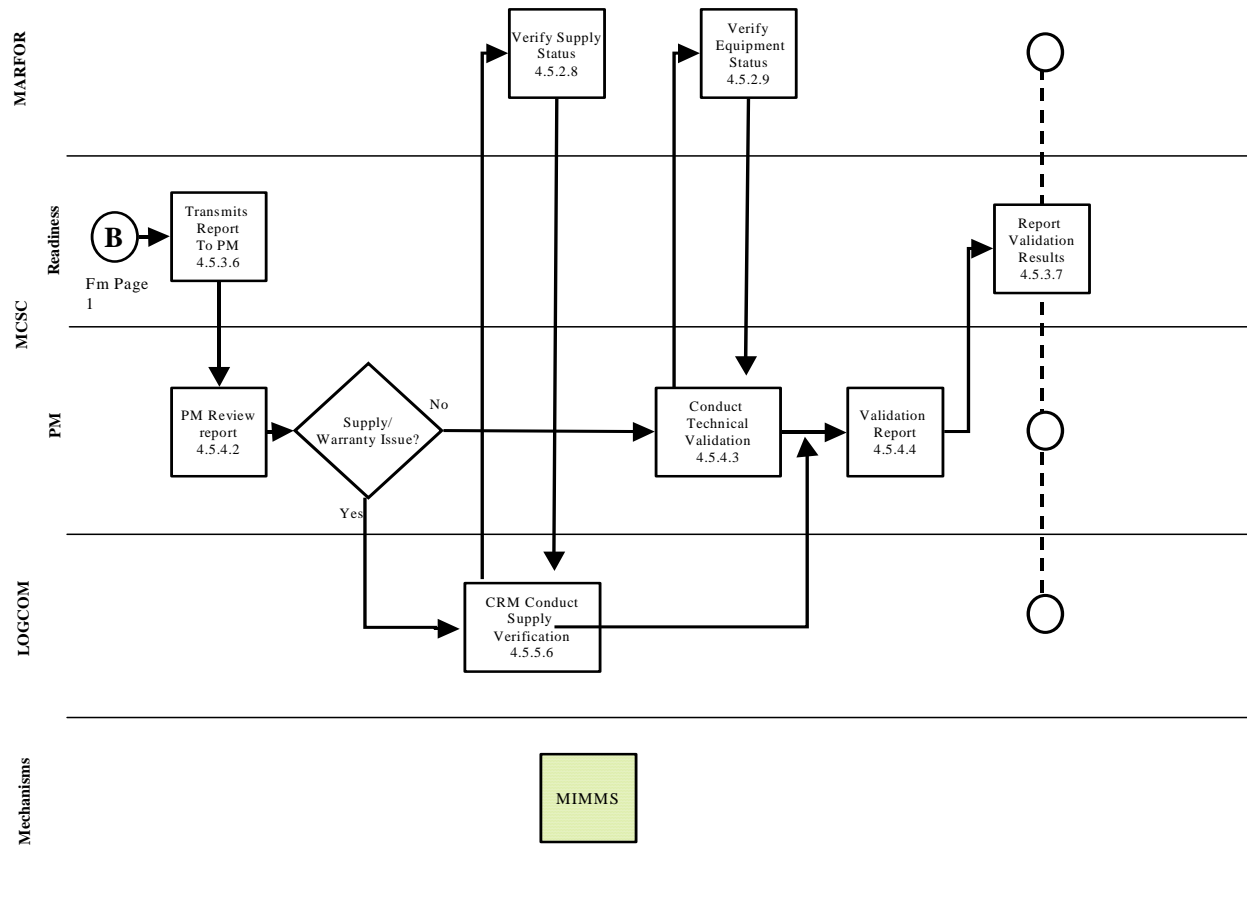 MARFOR
Verify Supply
Status
4.5.2.8
Verify
Equipment
Status
4.5.2.9
MCSC
Readiness
B
Fm Page
1
Transmits
Report
To PM
4.5.3.6
Report
Validation
Results
4.5.3.7
PM
PM Review
report
4.5.4.2
Supply/
Warranty Issue?
No
Yes
Conduct
Technical
Validation
4.5.4.3
Validation
Report
4.5.4.4
LOGCOM
CRM Conduct
Supply
Verification
4.5.5.6
Mechanisms
MIMMS